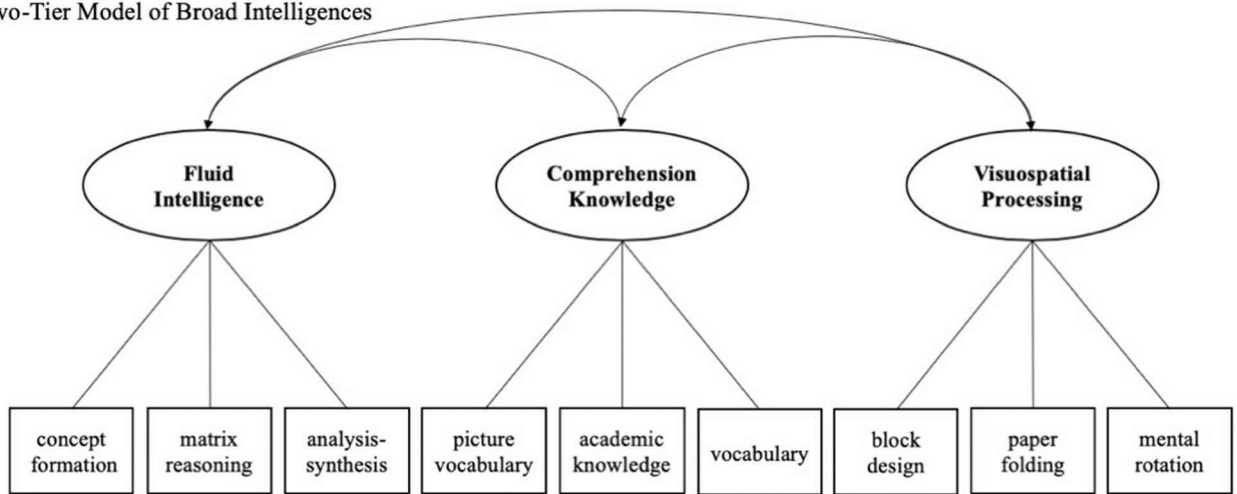 vo-Tier Model of Broad Intelligences
Fluid
Intelligence
Comprehension
Knowledge
Visuospatial
Processing
concept
formation
matrix
reasoning
analysis-
synthesis
picture
vocabulary
academic
knowledge
vocabulary
block
design
paper
folding
mental
rotation